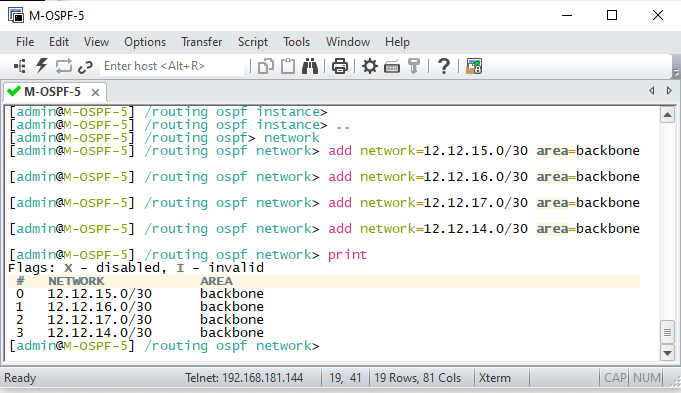 M-OSPF-5
File Edit View Options Transfer Script Tools Window Help
Enter host <Alt+R>
M-OSPF-5
[admin@M-OSPF-5] /routing ospf instance>
[admin@M-OSPF-5] /routing ospf instance> ..
[admin@M-OSPF-5] /routing ospf> network
[admin@M-OSPF-5] /routing ospf network> add network=12.12.15.0/30 area=backbone
[admin@M-OSPF-5] /routing ospf network> add network=12.12.16.0/30 area=backbone
[admin@M-OSPF-5] /routing ospf network> add network=12.12.17.0/30 area=backbone
[admin@M-OSPF-5] /routing ospf network> add network=12.12.14.0/30 area=backbone
[admin@M-OSPF-5] /routing ospf network> print
Flags: X - disabled, I - invalid
# NETWORK AREA
0 12.12.15.0/30 backbone
1 12.12.16.0/30 backbone
2 12.12.17.0/30 backbone
3 12.12.14.0/30 backbone
[admin@M-OSPF-5] /routing ospf network>
Ready Telnet: 192.168.181.144 19, 41 19 Rows, 81 Cols Xterm CAP NUM